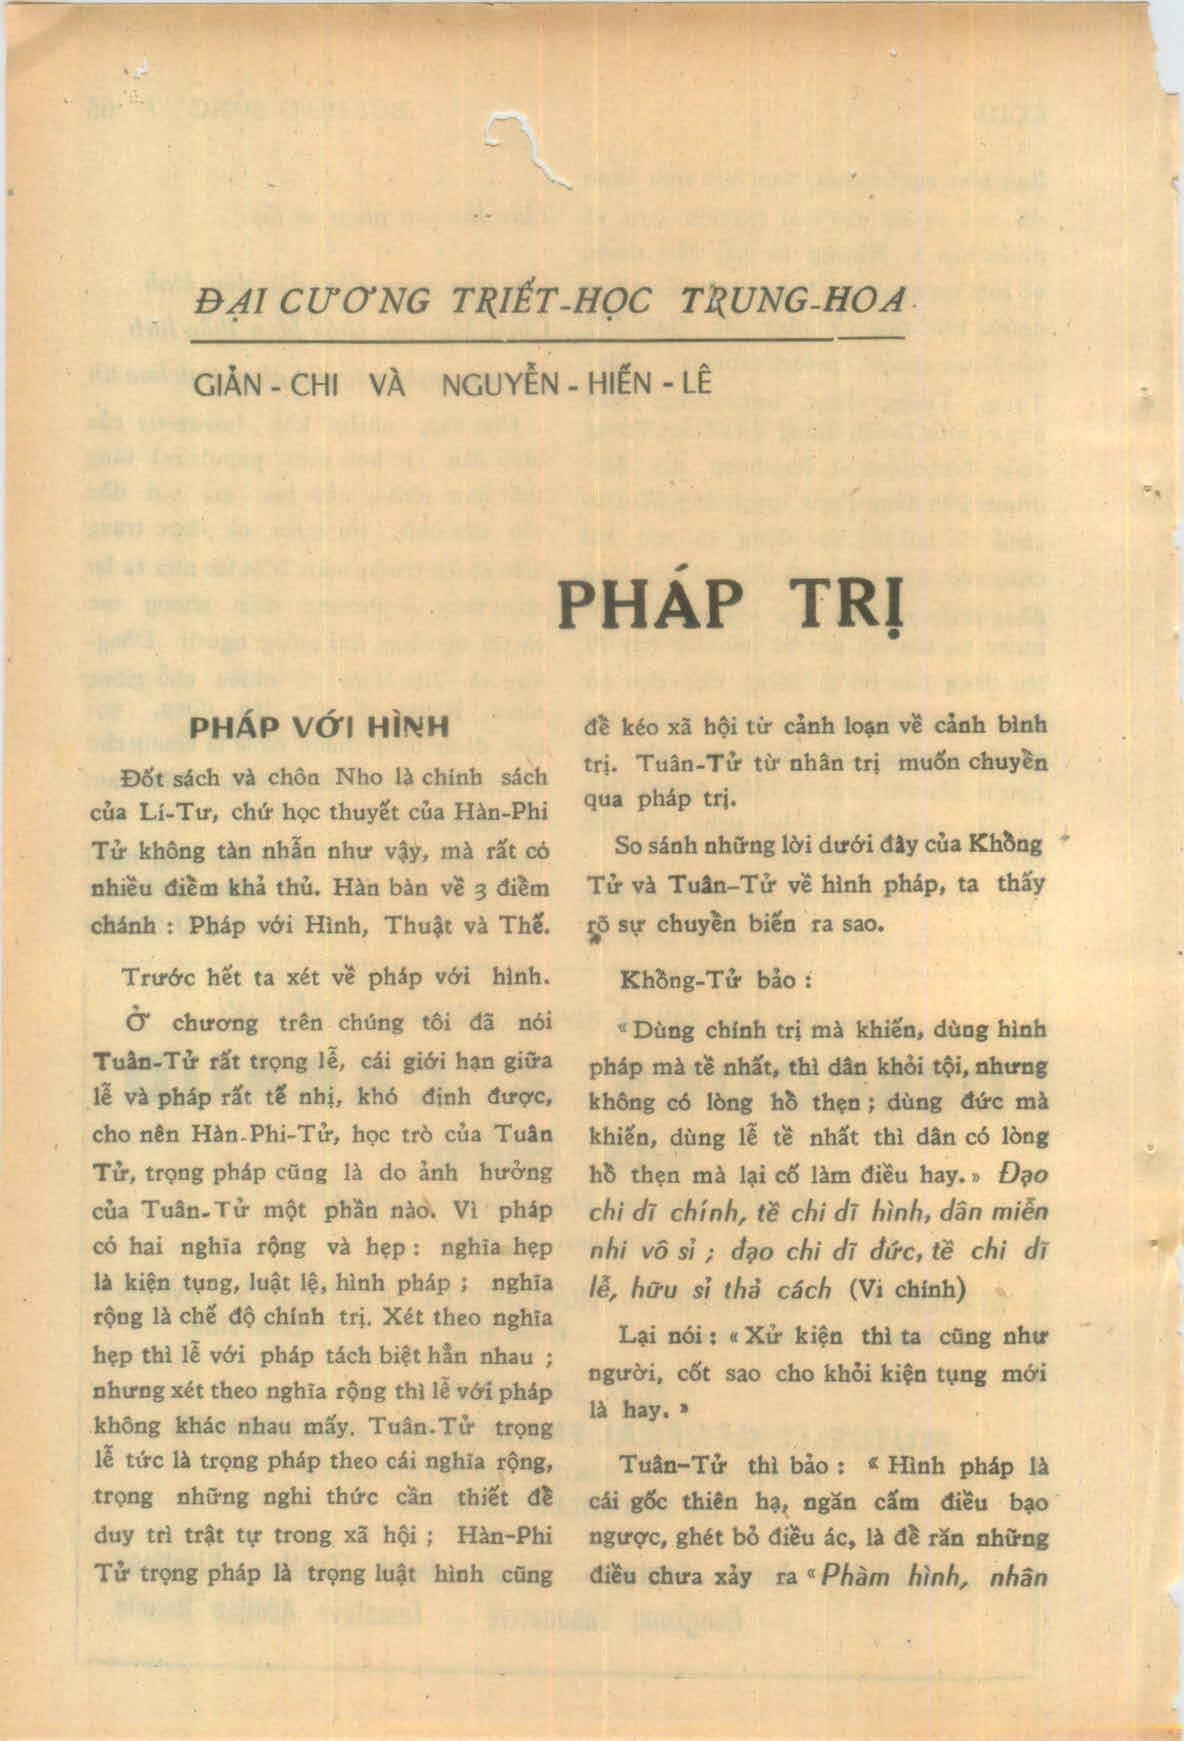 ĐẠI CƯƠNG TRIẾT-HỌC TRUNG-HOA
GIẢN - CHI VÀ NGUYỄN - HIẾN - LÊ
PHÁP TRỊ
PHÁP VỚI HÌNH
Đốt sách và chôn Nho là chính sách
của Lí-Tư, chứ học thuyết của Hàn-Phi
Tử không tàn nhẫn như vậy, mà rất có
nhiều điểm khả thủ. Hàn bàn về 3 điểm
chánh : Pháp với Hình, Thuật và Thế.
Trước hết ta xét về pháp với hình.
Ở chương trên chúng tôi đã nói
Tuân-Tử rất trọng lễ, cái giới hạn giữa
lễ và pháp rất tế nhị, khó định được,
cho nên Hàn-Phi-Tử, học trò của Tuân
Tử, trọng pháp cũng là do ảnh hưởng
của Tuân-Tử một phần nào. Vì pháp
có hai nghĩa rộng và hẹp : nghĩa hẹp
là kiện tụng, luật lệ, hình pháp ; nghĩa
rộng là chế độ chính trị. Xét theo nghĩa
hẹp thì lễ với pháp tách biệt hẳn nhau ;
nhưng xét theo nghĩa rộng thì lễ với pháp
không khác nhau mấy. Tuân-Tử trọng
lễ tức là trọng pháp theo cái nghĩa rộng,
trọng những nghi thức cần thiết để
duy trì trật tự trong xã hội ; Hàn-Phi
Tử trọng pháp là trọng luật hình cũng
để kéo xã hội từ cảnh loạn về cảnh bình
trị. Tuân-Tử từ nhân trị muốn chuyển
qua pháp trị.
So sánh những lời dưới đây của Khổng
Tử và Tuân-Tử về hình pháp, ta thấy
rõ sự chuyển biến ra sao.
Khổng-Tử bảo :
« Dùng chính trị mà khiến, dùng hình
pháp mà tề nhất, thì dân khỏi tội, nhưng
không có lòng hổ thẹn ; dùng đức mà
khiến, dùng lễ tề nhất thì dân có lòng
hổ thẹn mà lại cố làm điều hay. » Đạo
chi dĩ chính, tề chi dĩ hình, dân miễn
nhi vô sỉ ; đạo chi dĩ đức, tề chi dĩ
lễ, hữu sỉ thả cách (Vi chính)
Lại nói : « Xử kiện thì ta cũng như
người, cốt sao cho khỏi kiện tụng mới
là hay. »
Tuân-Tử thì bảo : « Hình pháp là
cái gốc thiên hạ, ngăn cấm điều bạo
ngược, ghét bỏ điều ác, là để răn những
điều chưa xảy ra « Phàm hình, nhân